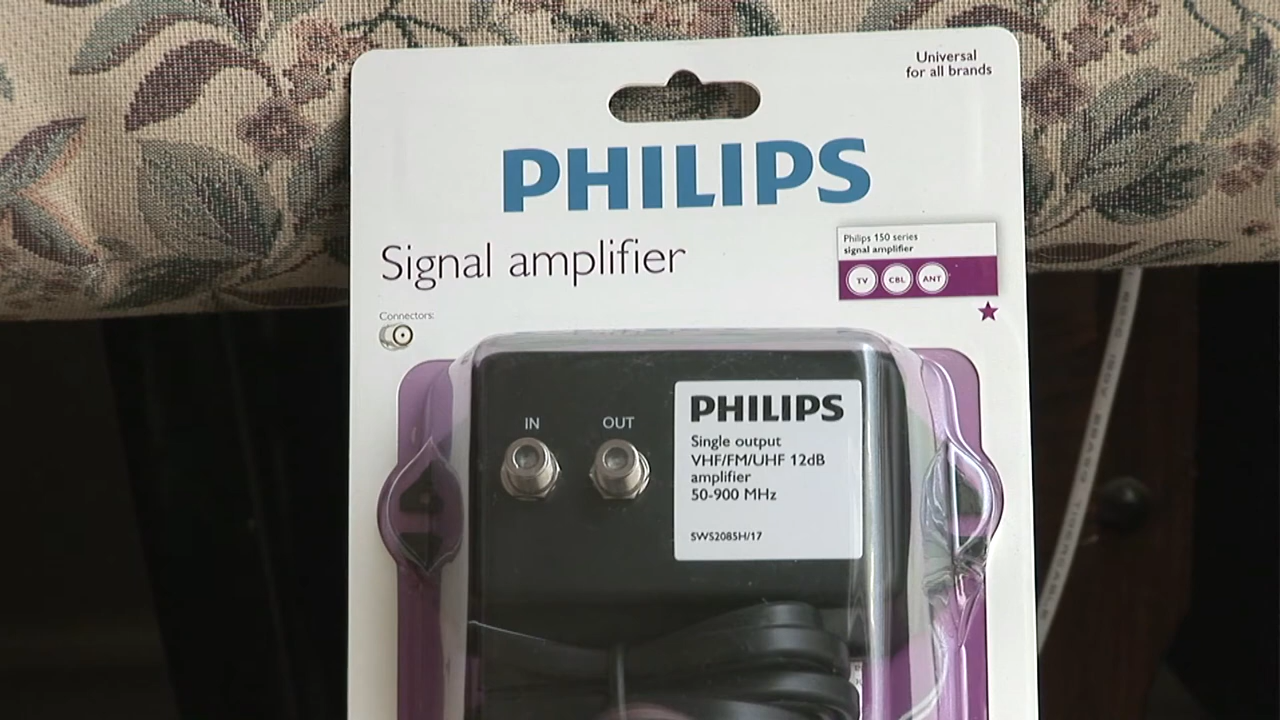 Universal
for all brands
PHILIPS
Signal amplifier
Philips 150 series
signal amplifier
TV CBL ANT
Connectors:
IN OUT
PHILIPS
Single output
VHF/FM/UHF 12dB
amplifier
50-900 MHz
SWS2085H/17